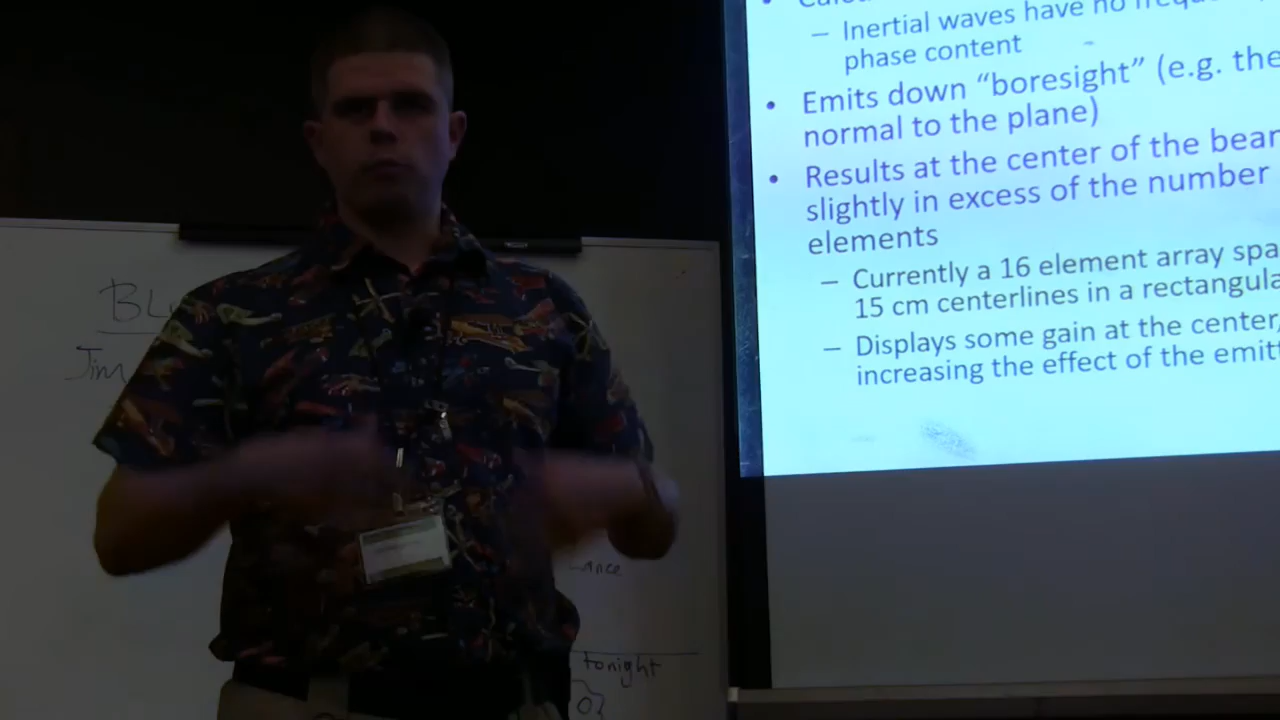 – Inertial waves have no
phase content
• Emits down “boresight” (e.g. the
normal to the plane)
• Results at the center of the
slightly in excess of the number
elements
– Currently a 16 element array
15 cm centerlines in a
– Displays some gain at the center,
increasing the effect of the
Jim
tonight